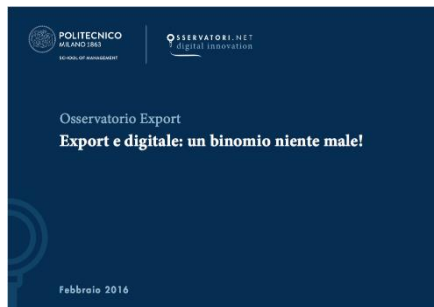 POLITECNICO
MILANO 1863
SCHOOL OF MANAGEMENT
OSSERVATORI.NET
digital innovation
Osservatorio Export
Export e digitale: un binomio niente male!
Febbraio 2016